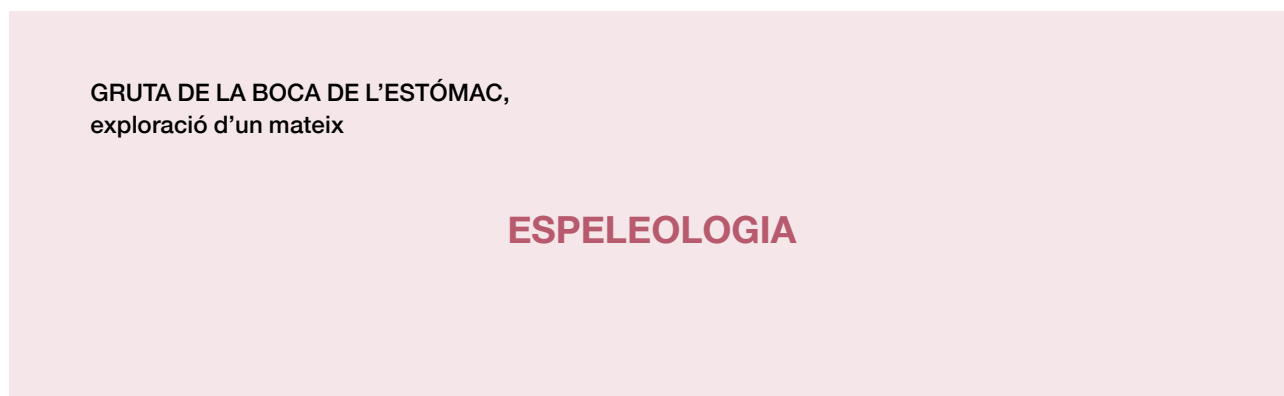 GRUTA DE LA BOCA DE L’ESTÓMAC,
exploració d’un mateix
ESPELEOLOGIA